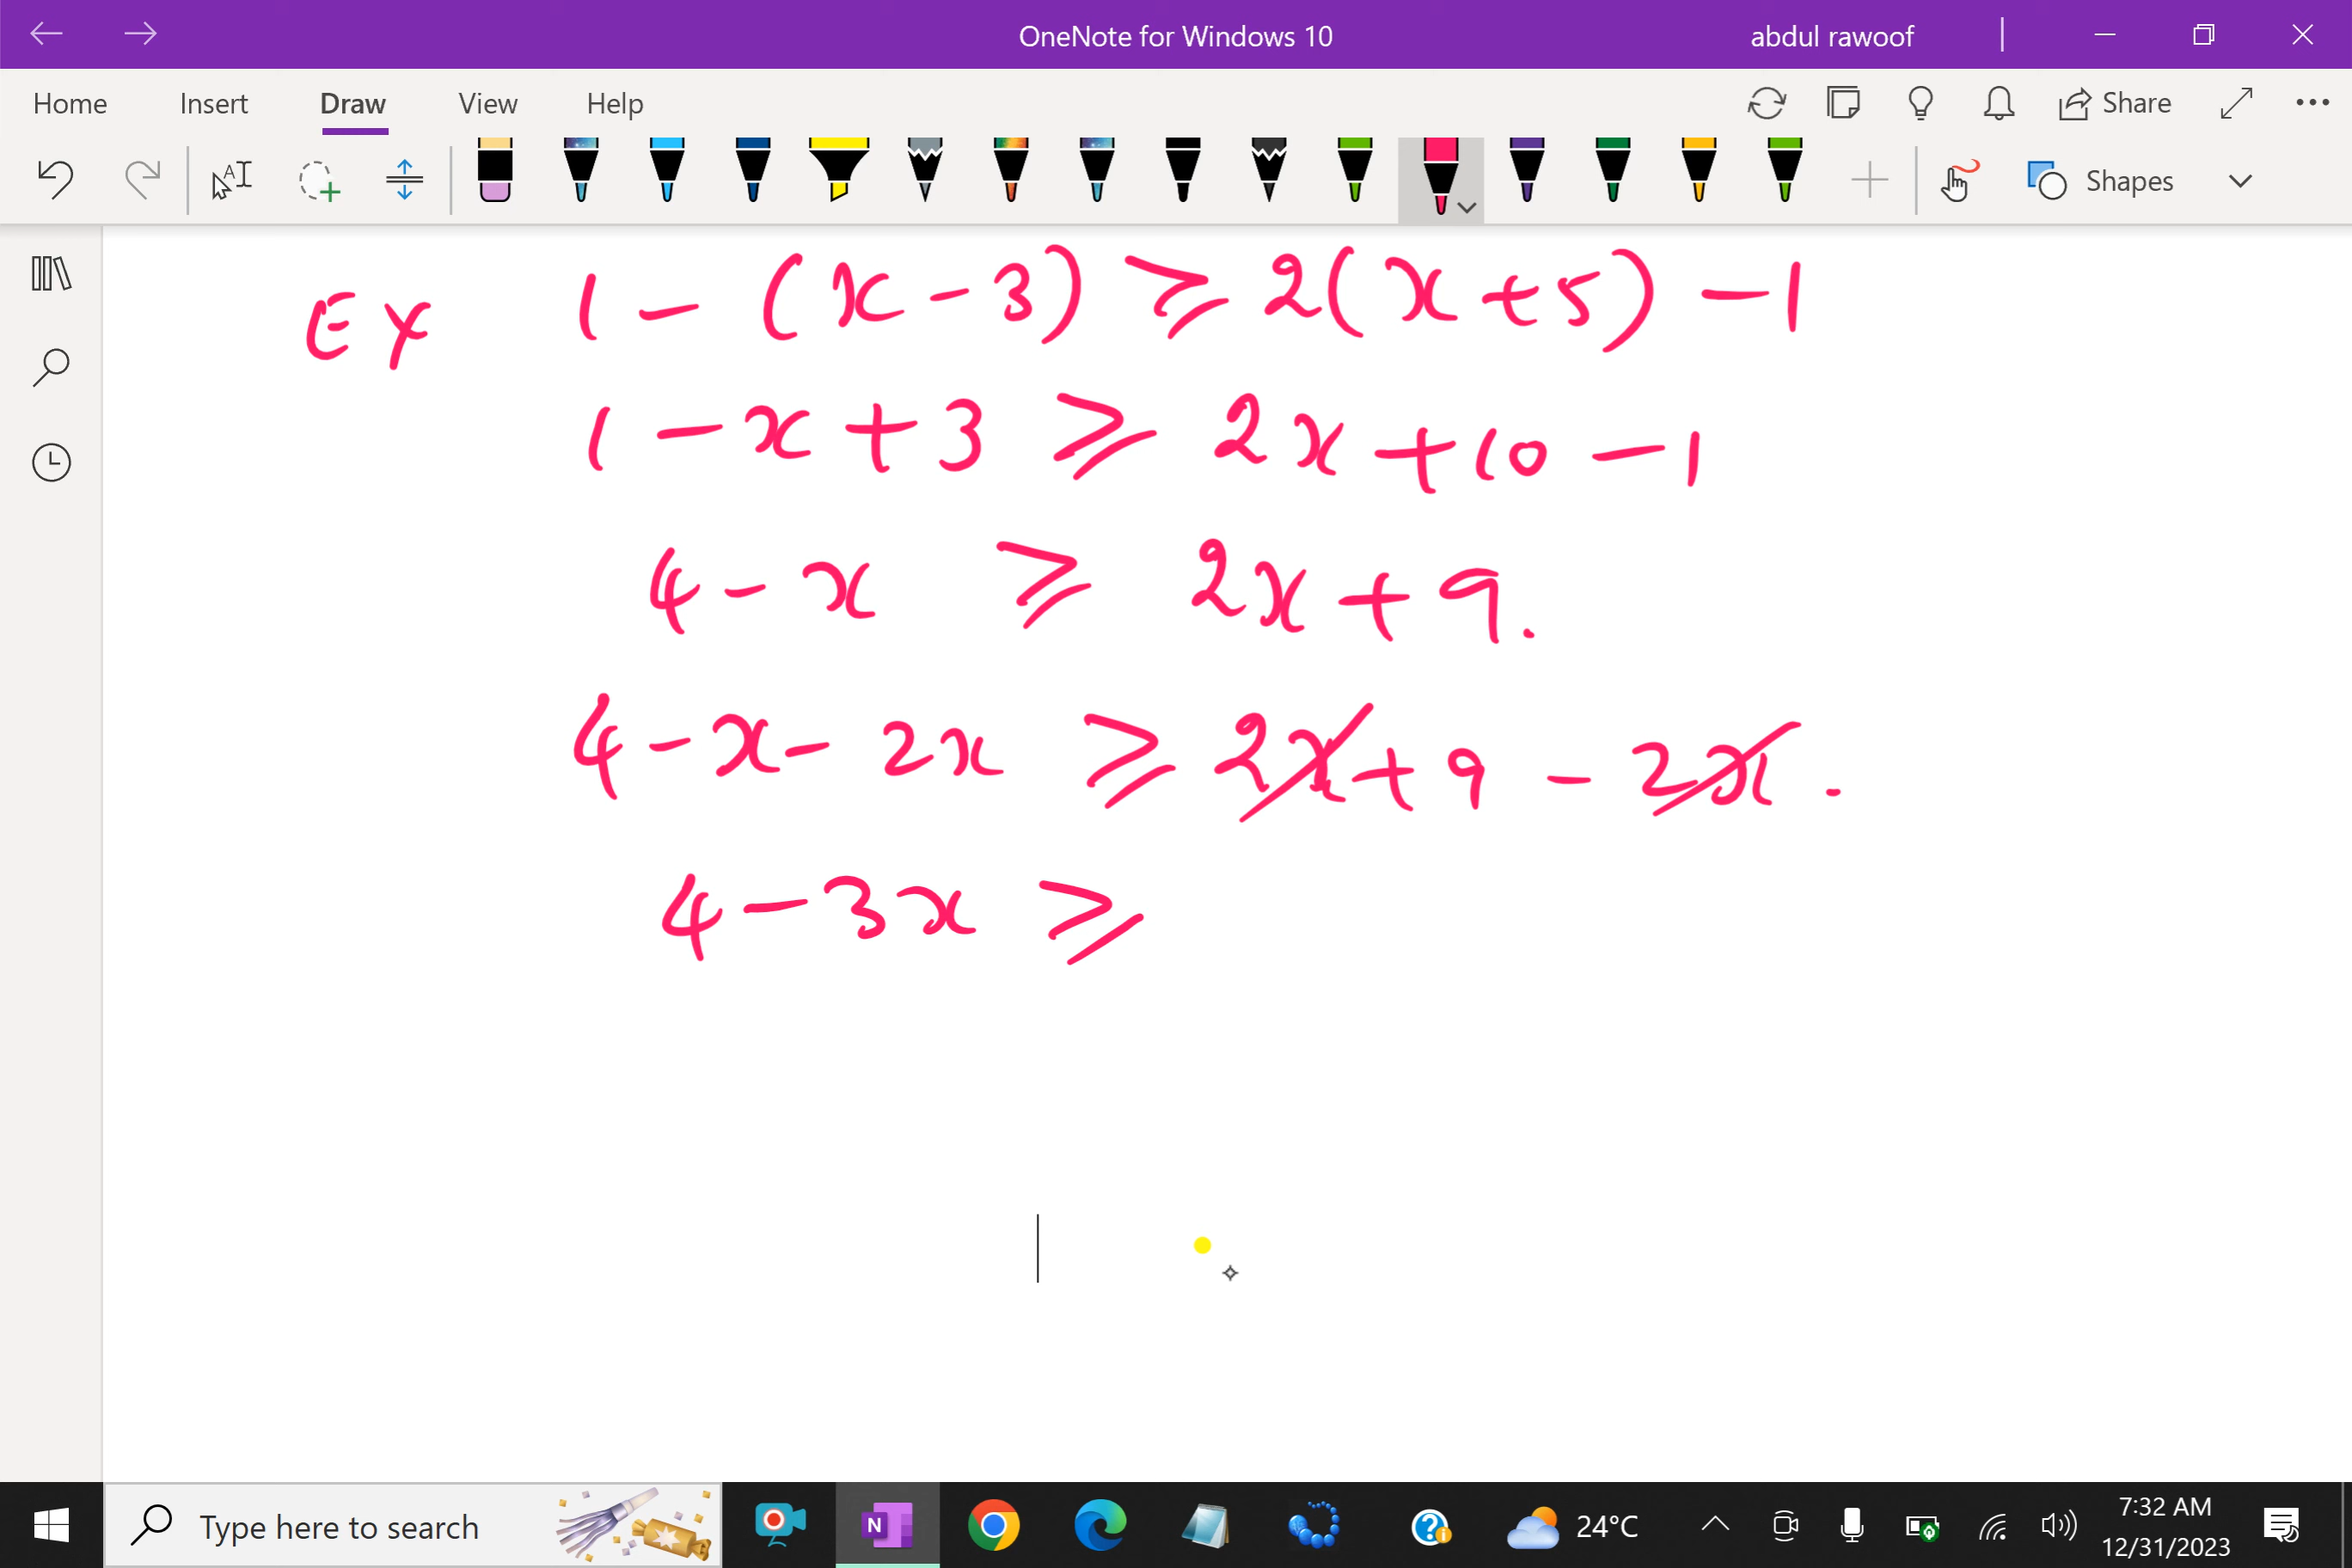 OneNote for Windows 10
abdul rawoof
Home Insert Draw View Help
Share
Shapes
EX 1 - (x - 3) ⩾ 2(x + 5) - 1
1 - x + 3 ⩾ 2x + 10 - 1
4 - x ⩾ 2x + 9.
4 - x - 2x ⩾ 2x + 9 - 2x .
4 - 3x ⩾
Type here to search
N
24°C
7:32 AM
12/31/2023